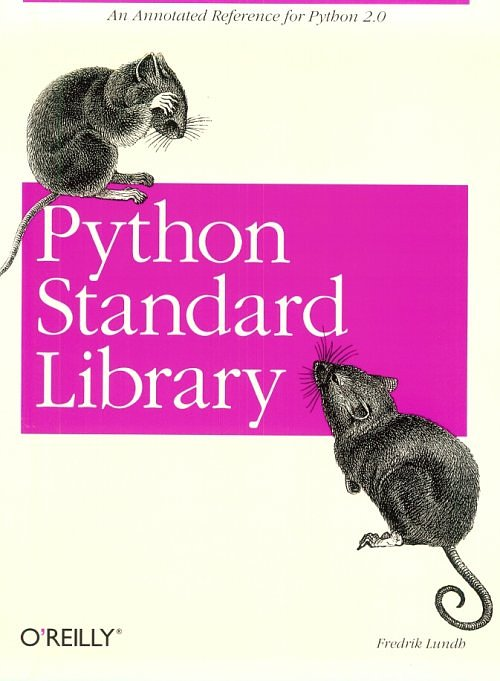 An Annotated Reference for Python 2.0
Python
Standard
Library
O'REILLY®
Fredrik Lundh